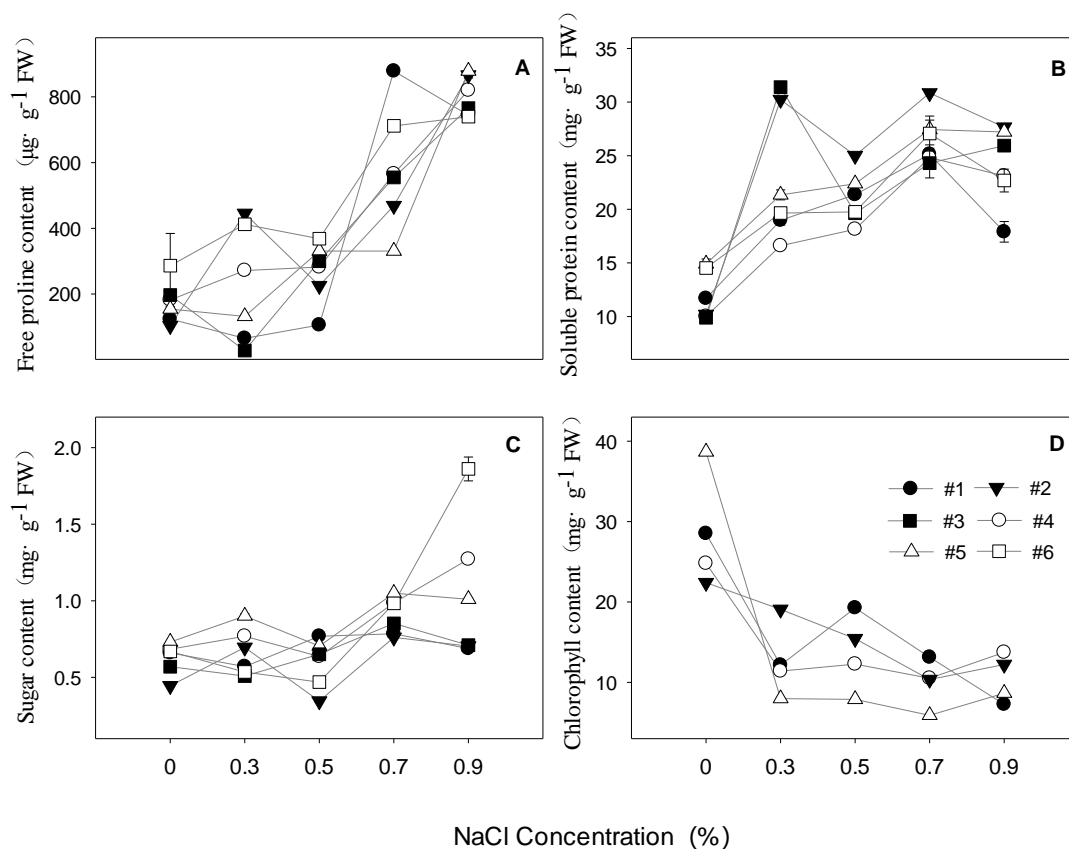 Free proline content (μg· g-1 FW)
800
600
400
200
A
Soluble protein content (mg· g-1 FW)
35
30
25
20
15
10
B
Sugar content (mg· g-1 FW)
2.0
1.5
1.0
0.5
C
0 0.3 0.5 0.7 0.9
Chlorophyll content (mg· g-1 FW)
40
30
20
10
D
#1 #2
#3 #4
#5 #6
0 0.3 0.5 0.7 0.9
NaCl Concentration (%)